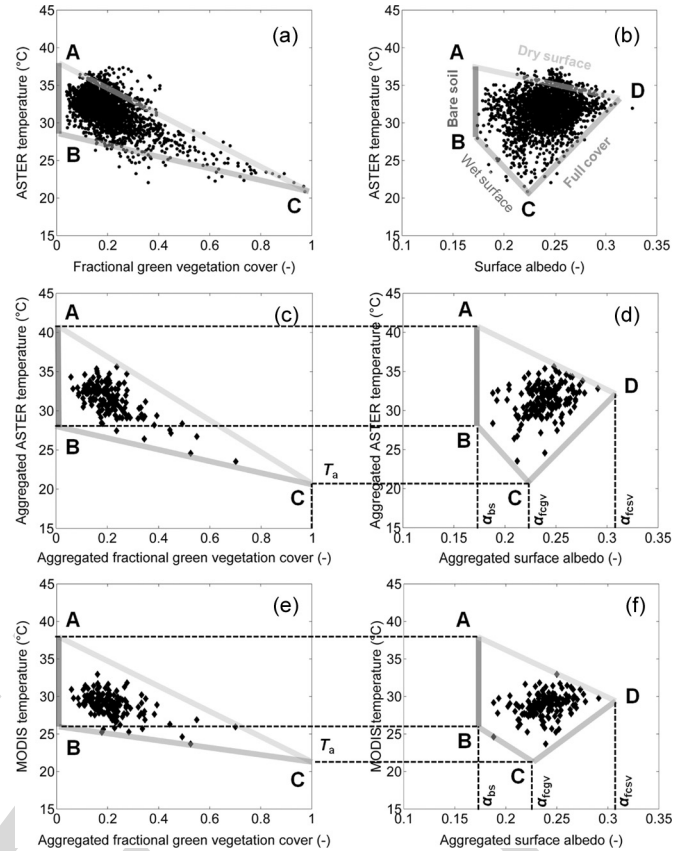 (a)
45
40
35
30
25
20
15
ASTER temperature (°C)
A
B
C
0
0.2
0.4
0.6
0.8
1
Fractional green vegetation cover (-)
(b)
45
40
35
30
25
20
15
ASTER temperature (°C)
A
Dry surface
D
Bare soil
B
Wet surface
Full cover
C
0.1
0.15
0.2
0.25
0.3
0.35
Surface albedo (-)
(c)
45
40
35
30
25
20
15
Aggregated ASTER temperature (°C)
A
B
C
Ta
0
0.2
0.4
0.6
0.8
1
Aggregated fractional green vegetation cover (-)
(d)
45
40
35
30
25
20
15
Aggregated ASTER temperature (°C)
A
B
C
D
αbs
αfcgv
αfcsv
0.1
0.15
0.2
0.25
0.3
0.35
Aggregated surface albedo (-)
(e)
45
40
35
30
25
20
15
MODIS temperature (°C)
A
B
C
Ta
0
0.2
0.4
0.6
0.8
1
Aggregated fractional green vegetation cover (-)
(f)
45
40
35
30
25
20
15
MODIS temperature (°C)
A
B
C
D
αbs
αfcgv
αfcsv
0.1
0.15
0.2
0.25
0.3
0.35
Aggregated surface albedo (-)